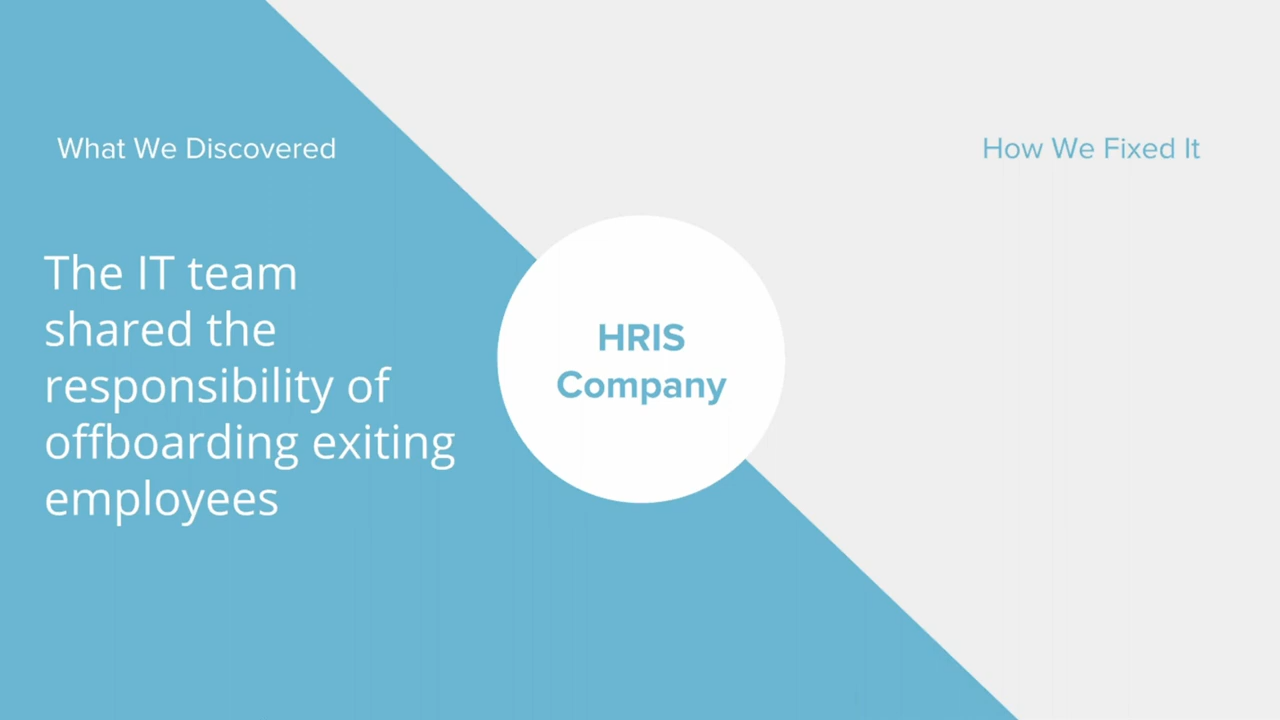 What We Discovered
How We Fixed It
The IT team
shared the
responsibility of
offboarding exiting
employees
HRIS
Company